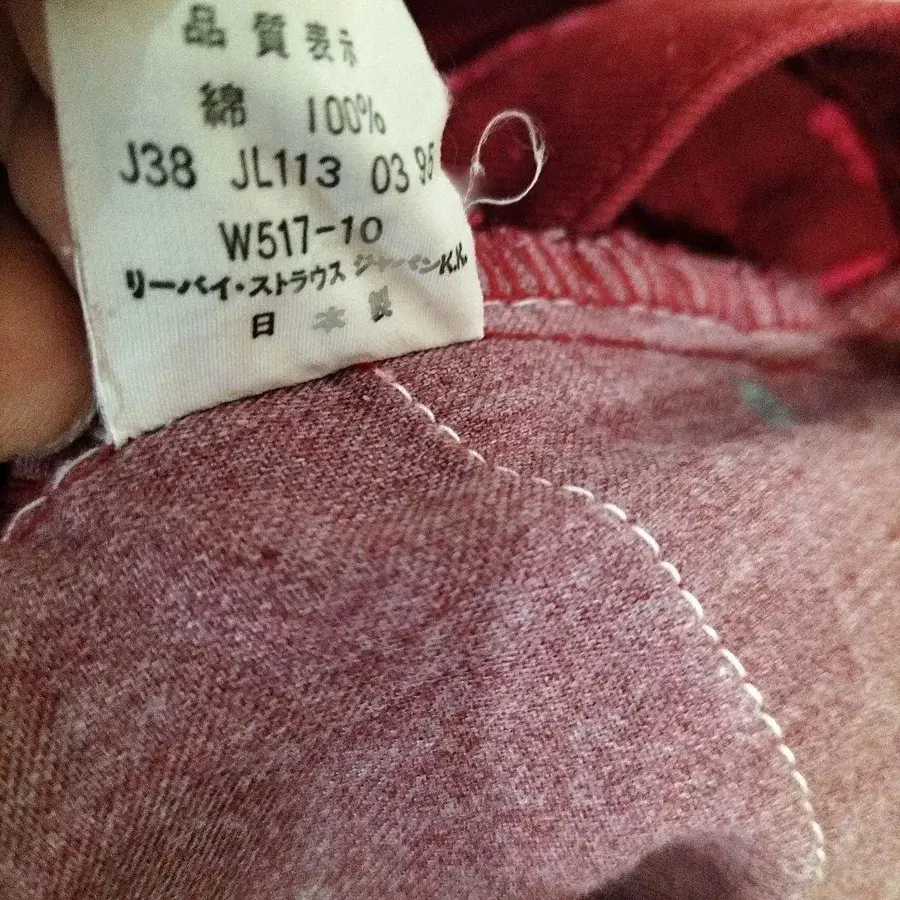 品質表示
綿 100%
J38 JL113 03 95
W517-10
リーバイ・ストラウス ジャパンK.K.
日本製